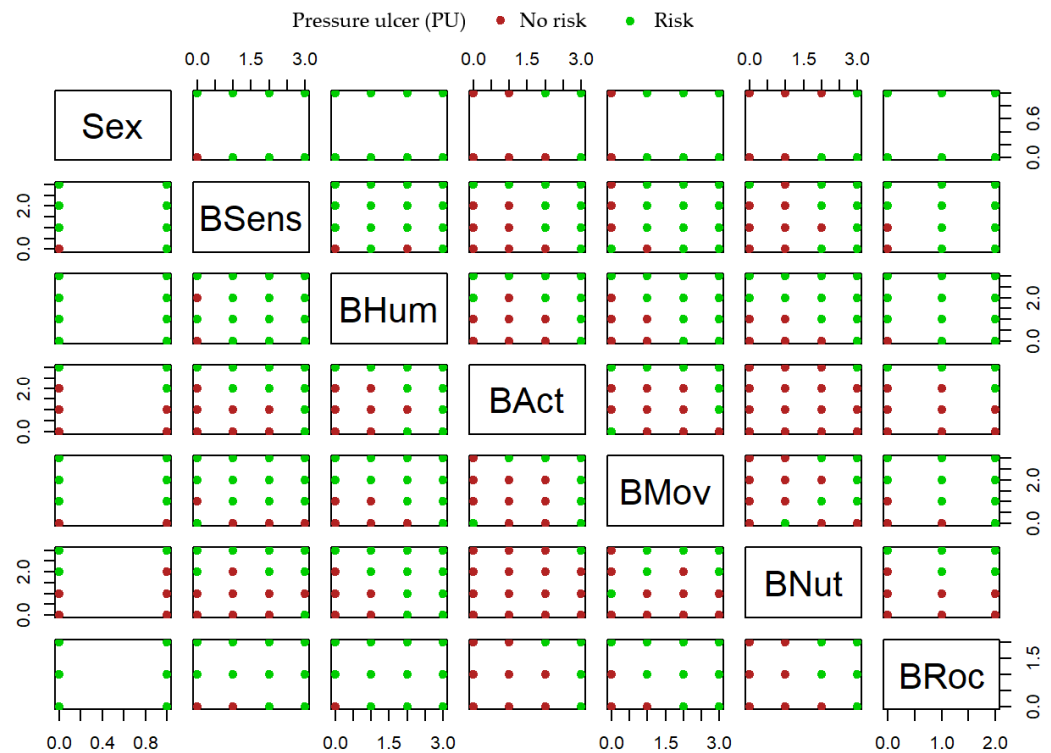 Pressure ulcer (PU) No risk Risk
0.0 1.5 3.0 0.0 1.5 3.0 0.0 1.5 3.0
Sex 0.0 0.6
0.0 2.0 BSens
BHum 0.0 2.0
0.0 2.0 BAct
BMov 0.0 2.0
0.0 2.0 BNut
BRoc 0.0 1.5
0.0 0.4 0.8 0.0 1.5 3.0 0.0 1.5 3.0 0.0 1.0 2.0